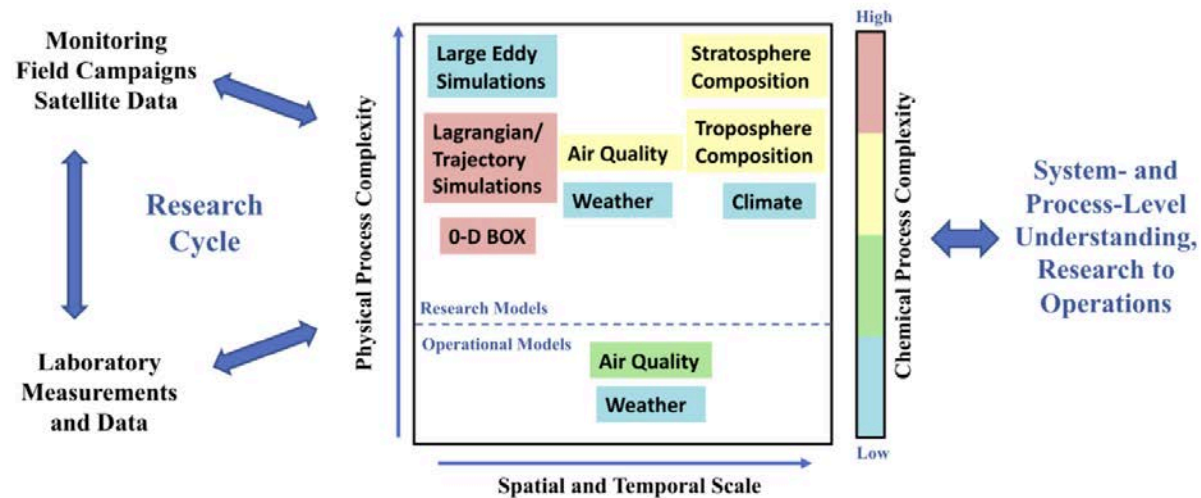 Monitoring
Field Campaigns
Satellite Data
Research
Cycle
Laboratory
Measurements
and Data
Physical Process Complexity
Large Eddy
Simulations
Stratosphere
Composition
Lagrangian/
Trajectory
Simulations
Air Quality
Troposphere
Composition
Weather
Climate
0-D BOX
Research Models
Operational Models
Air Quality
Weather
Spatial and Temporal Scale
High
Chemical Process Complexity
Low
System- and
Process-Level
Understanding,
Research to
Operations